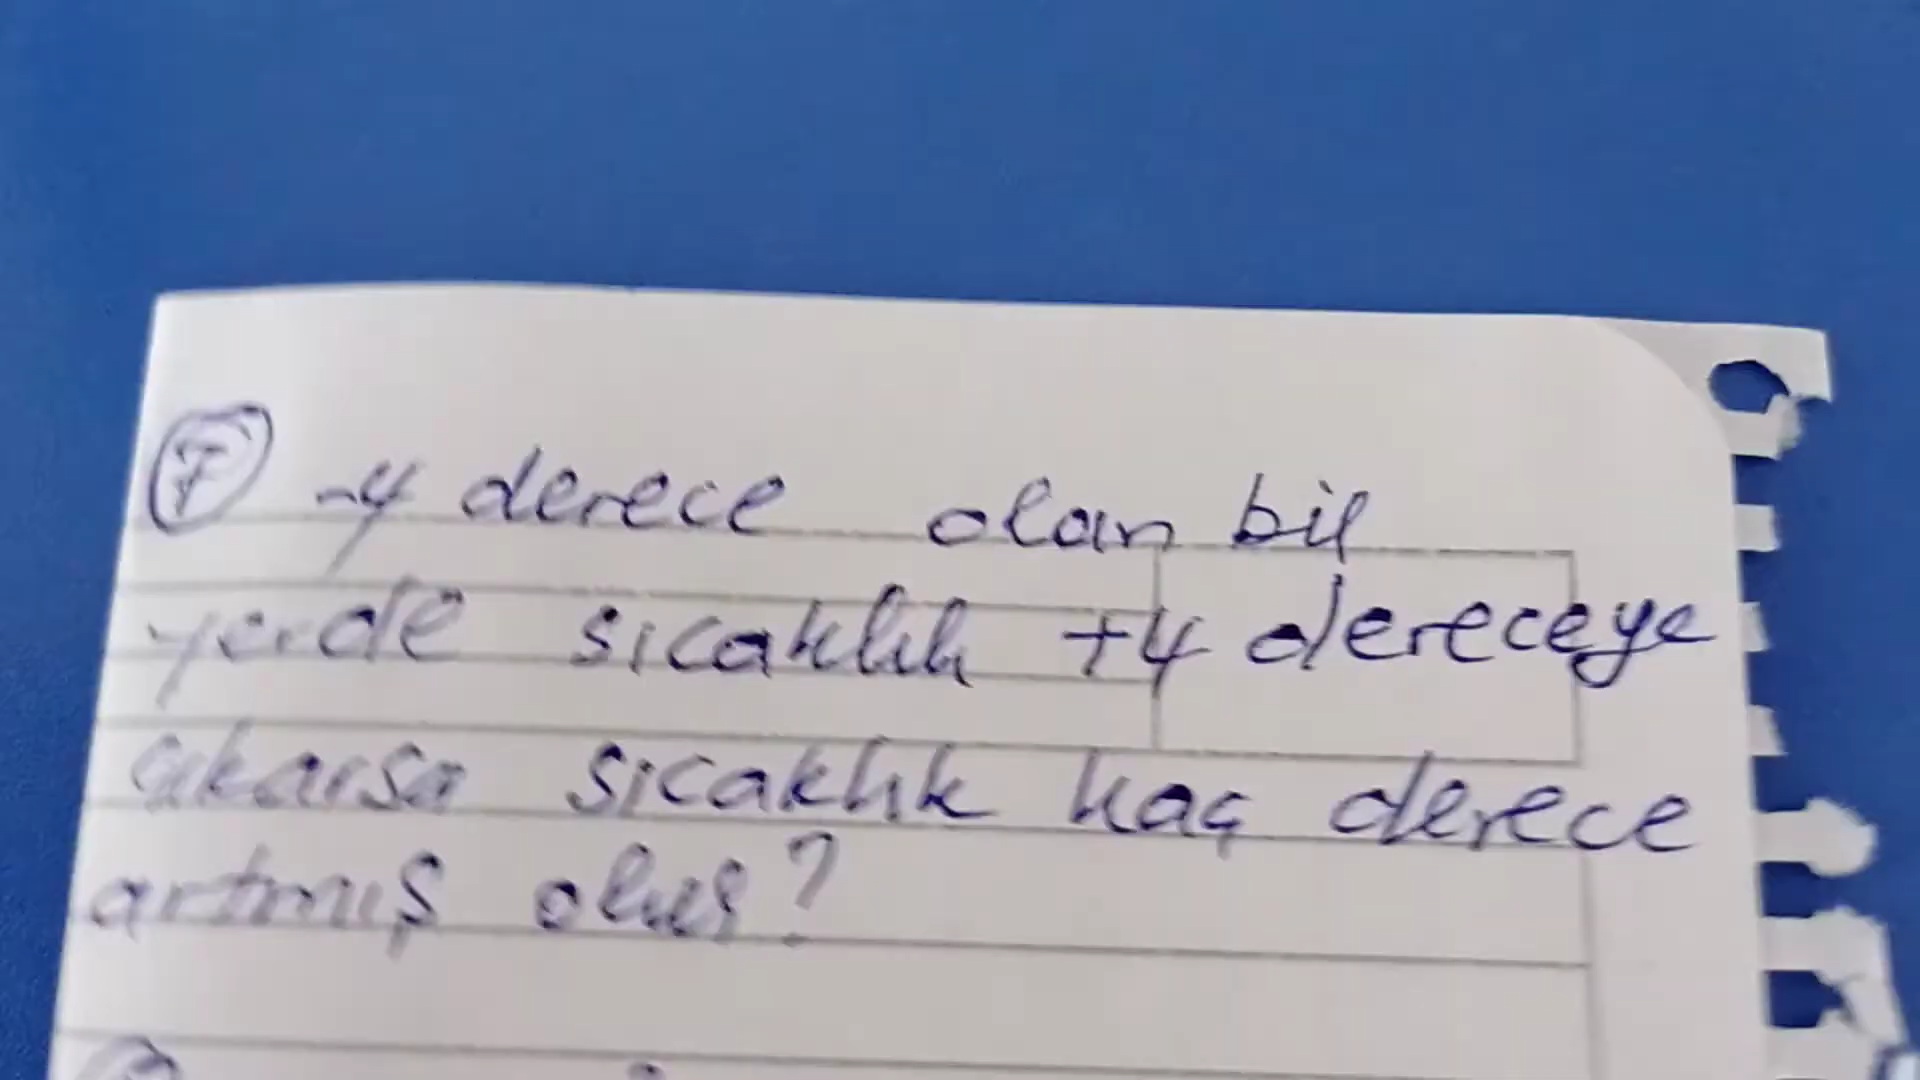 7 -4 derece olan bir
yerde sıcaklık +4 dereceye
çıkarsa sıcaklık kaç derece
artmış olur?